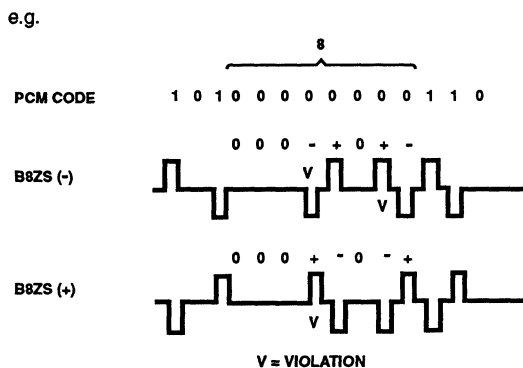 e.g.
8
PCM CODE 1 0 1 0 0 0 0 0 0 0 0 1 1 0
0 0 0 - + 0 + -
B8ZS (-) V V
0 0 0 + - 0 - +
B8ZS (+) V
V = VIOLATION